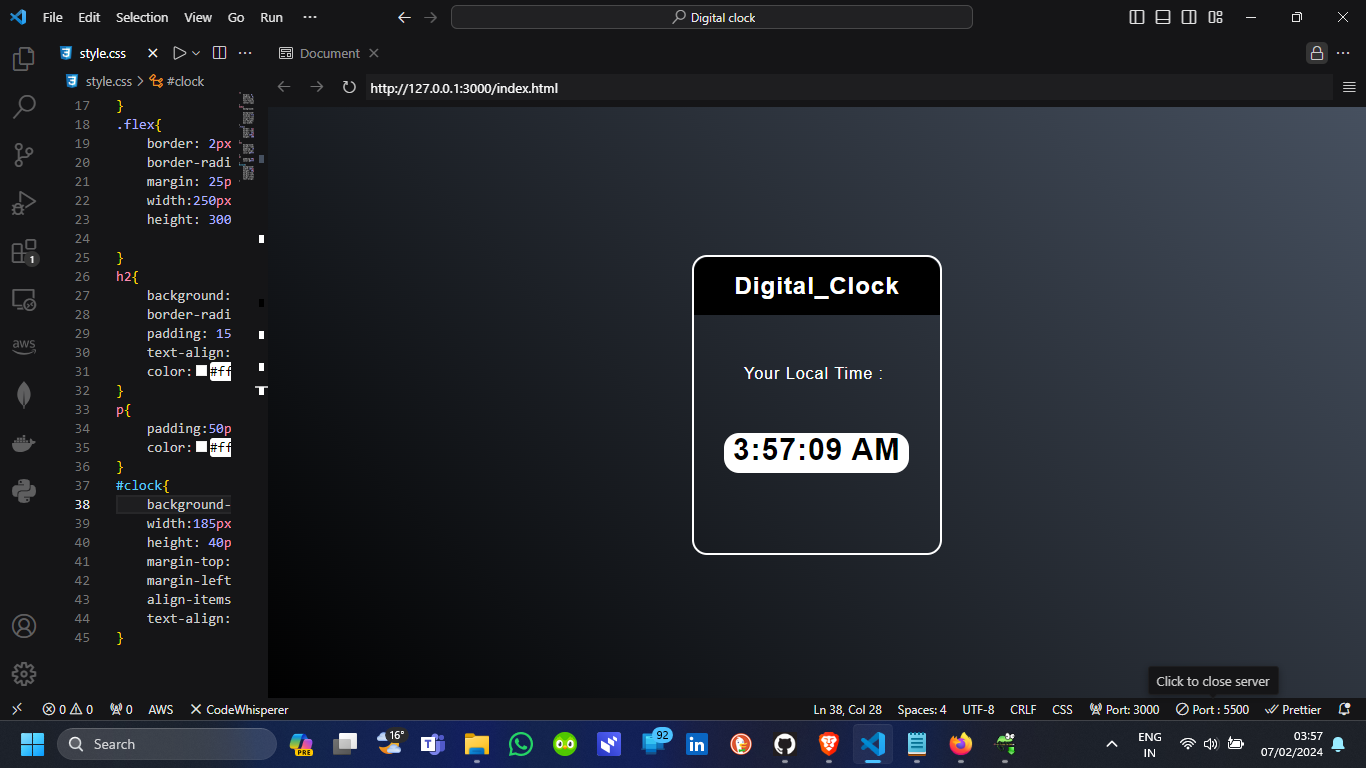 File Edit Selection View Go Run ··· Digital clock
style.css
Document
style.css > #clock
http://127.0.0.1:3000/index.html
17 }
18 .flex{
19 border: 2px
20 border-radi
21 margin: 25p
22 width:250px
23 height: 300
24
25 }
26 h2{
27 background:
28 border-radi
29 padding: 15
30 text-align:
31 color: #ff
32 }
33 p{
34 padding:50p
35 color: #ff
36 }
37 #clock{
38 background-
39 width:185px
40 height: 40p
41 margin-top:
42 margin-left
43 align-items
44 text-align:
45 }
1
aws
Digital_Clock
Your Local Time :
3:57:09 AM
Click to close server
0 0 0 AWS CodeWhisperer Ln 38, Col 28 Spaces: 4 UTF-8 CRLF CSS Port: 3000 Port : 5500 Prettier
Search
PRE
16°
92
in
ENG
IN
03:57
07/02/2024